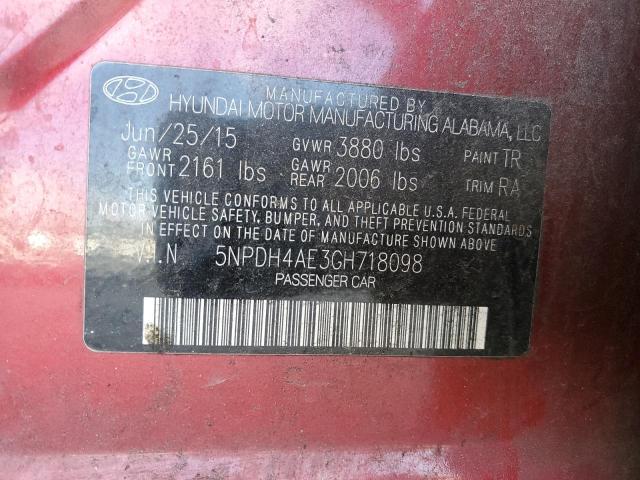 MANUFACTURED BY
HYUNDAI MOTOR MANUFACTURING ALABAMA, LLC
Jun/25/15 GVWR 3880 lbs PAINT TR
GAWR FRONT 2161 lbs GAWR REAR 2006 lbs TRIM RA
THIS VEHICLE CONFORMS TO ALL APPLICABLE U.S.A. FEDERAL
MOTOR VEHICLE SAFETY, BUMPER, AND THEFT PREVENTION
STANDARDS IN EFFECT ON THE DATE OF
MANUFACTURE SHOWN ABOVE.
V.I.N 5NPDH4AE3GH718098
PASSENGER CAR